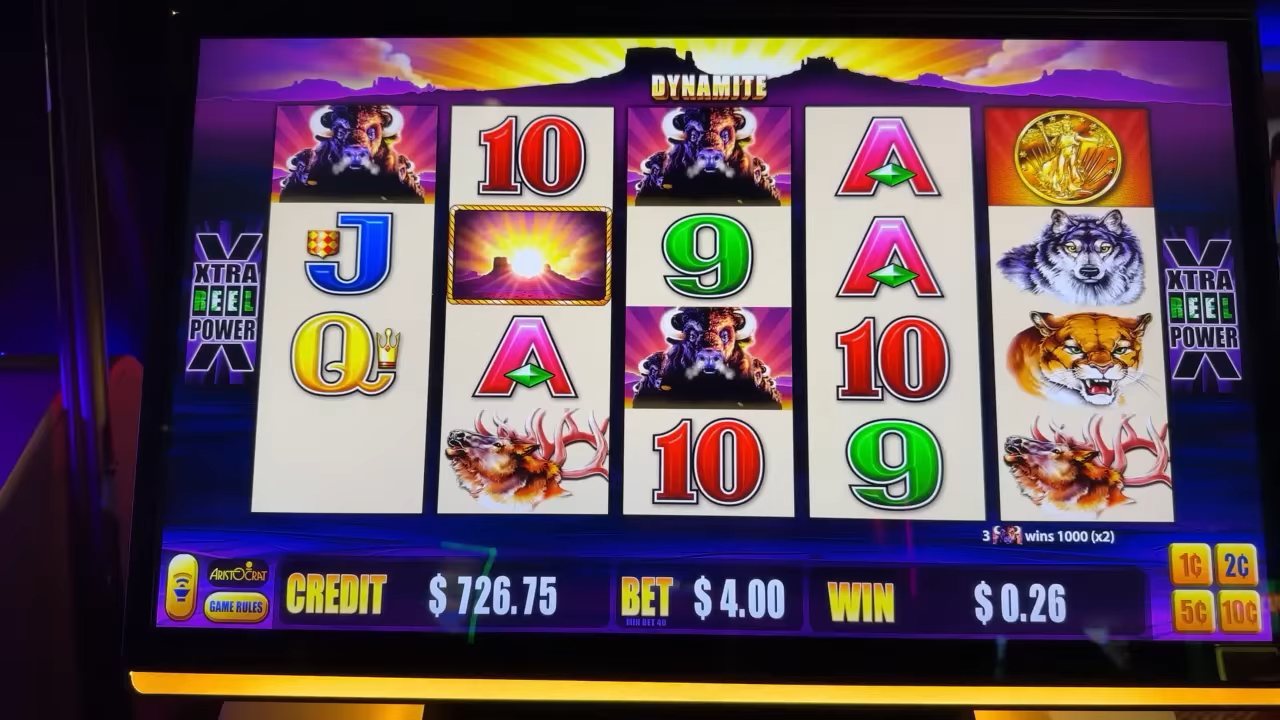 DYNAMITE
10
A
J
9
A
Q
A
10
10
9
XTRA
REEL
POWER
XTRA
REEL
POWER
3 wins 1000 (x2)
ARISTOCRAT
GAME RULES
CREDIT $726.75
BET $4.00
MIN BET 40
WIN $0.26
1¢ 2¢
5¢ 10¢